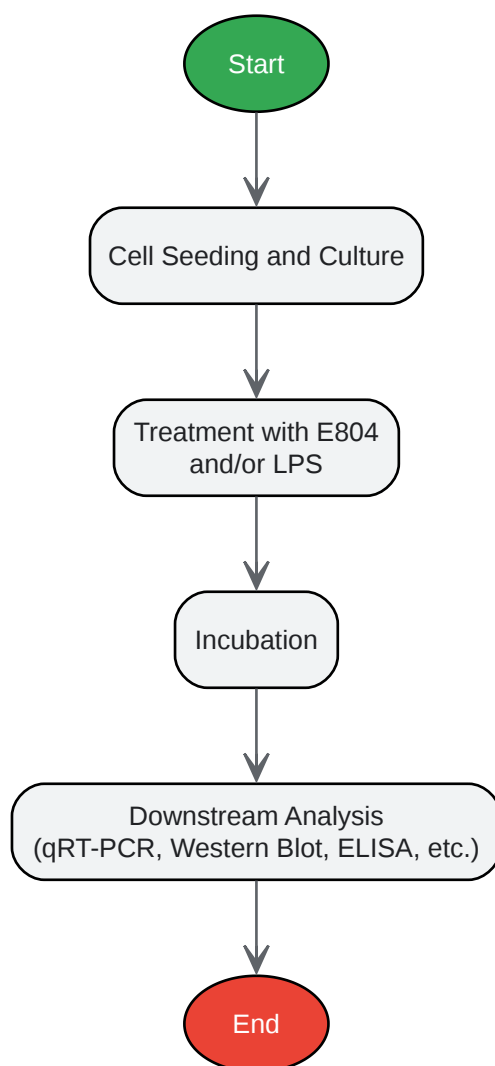 Start
Cell Seeding and Culture
Treatment with E804
and/or LPS
Incubation
Downstream Analysis
(qRT-PCR, Western Blot, ELISA, etc.)
End